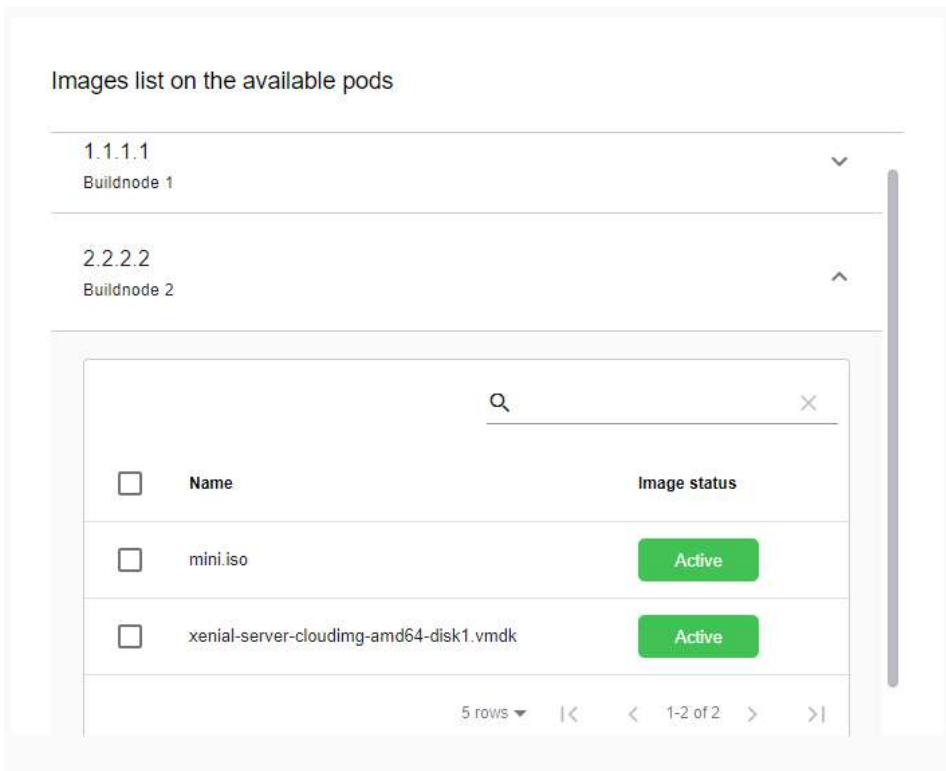 Images list on the available pods
1.1.1.1
Buildnode 1
2.2.2.2
Buildnode 2
Name Image status
mini.iso Active
xenial-server-cloudimg-amd64-disk1.vmdk Active
5 rows 1-2 of 2